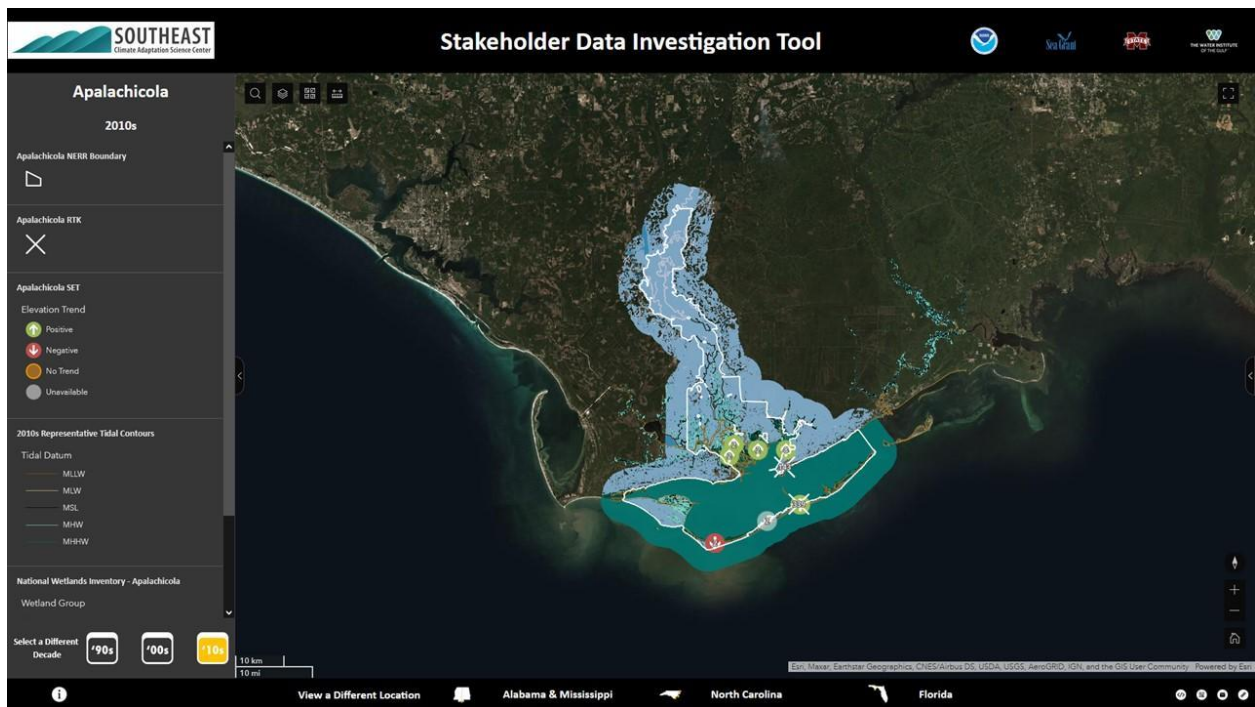 SOUTHEAST
Climate Adaptation Science Center
Stakeholder Data Investigation Tool
Sea Grant
THE WATER INSTITUTE
OF THE GULF
Apalachicola
2010s
Apalachicola NERR Boundary
Apalachicola RTK
Apalachicola SET
Elevation Trend
Positive
Negative
No Trend
Unavailable
2010s Representative Tidal Contours
Tidal Datum
MLLW
MLW
MSL
MHW
MHHW
National Wetlands Inventory - Apalachicola
Wetland Group
Select a Different
Decade
'90s
'00s
'10s
10 km
10 mi
Esri, Maxar, Earthstar Geographics, CNES/Airbus DS, USDA, USGS, AeroGRID, IGN, and the GIS User Community
Powered by Esri
View a Different Location
Alabama & Mississippi
North Carolina
Florida